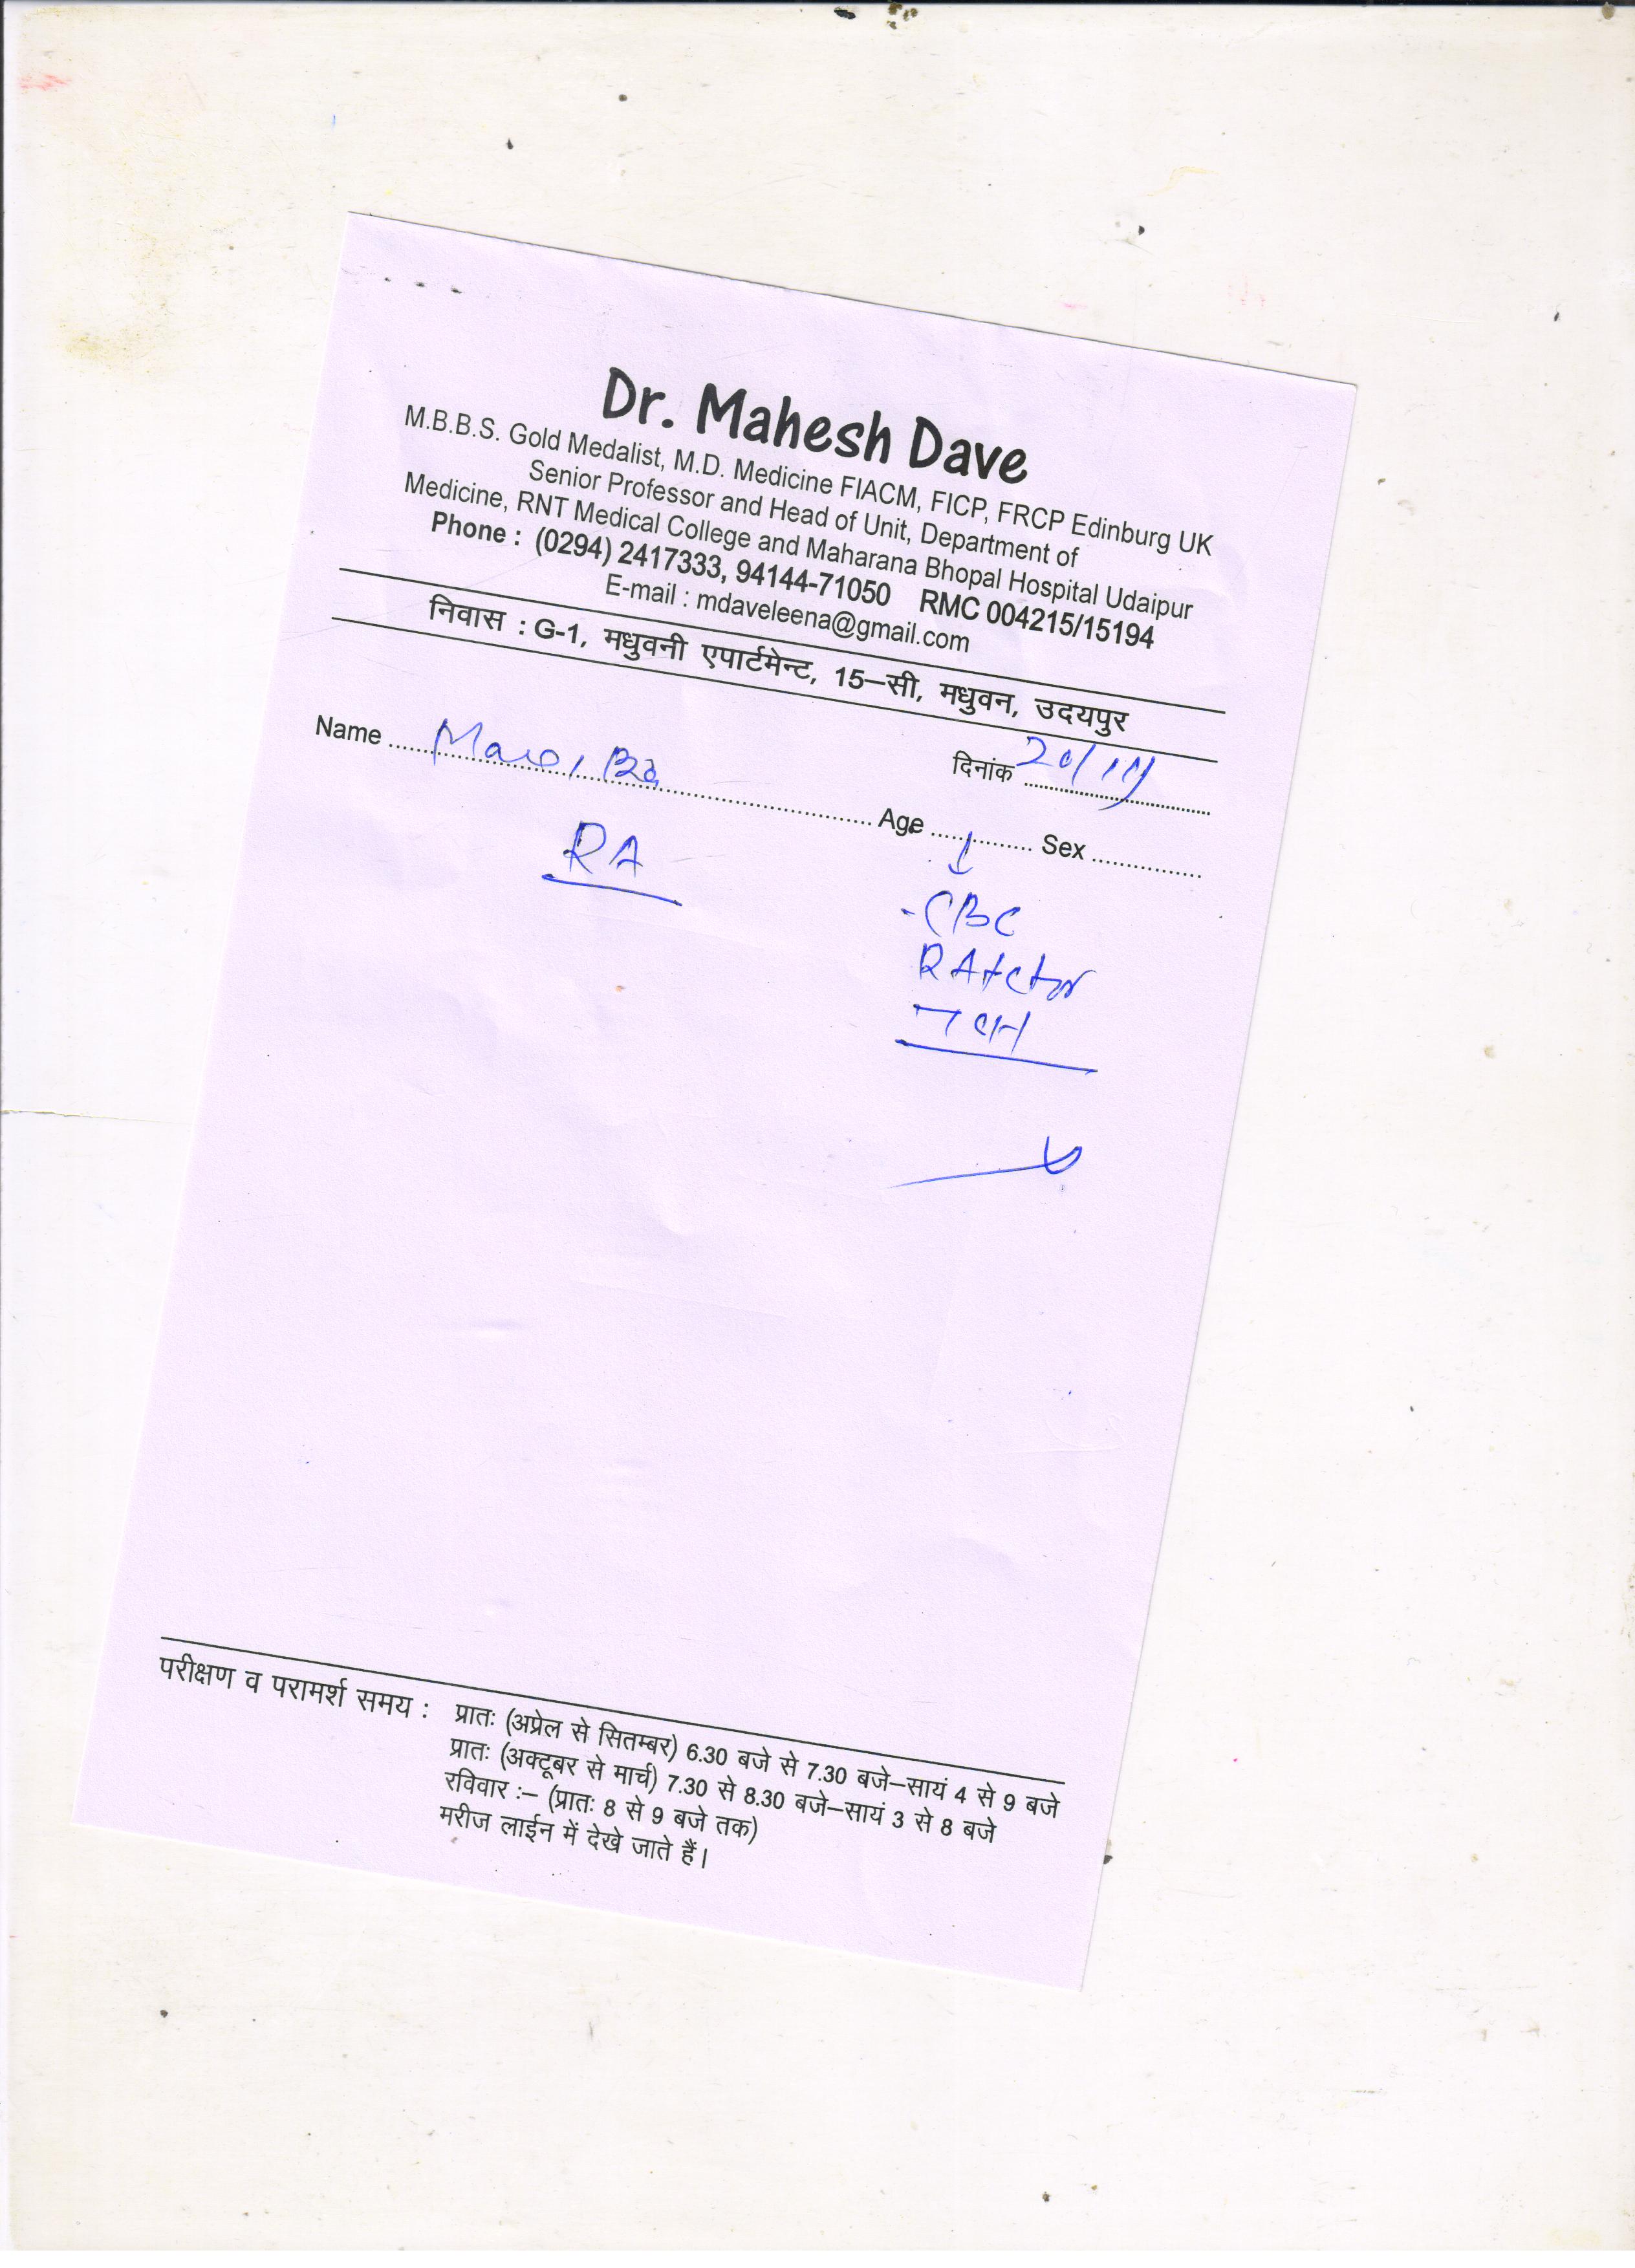 Dr. Mahesh Dave
M.B.B.S. Gold Medalist, M.D. Medicine FIACM, FICP, FRCP Edinburg UK
Senior Professor and Head of Unit, Department of
Medicine, RNT Medical College and Maharana Bhopal Hospital Udaipur
Phone : (0294) 2417333, 94144-71050 RMC 004215/15194
E-mail : mdaveleena@gmail.com
निवास : G-1, मधुवनी एपार्टमेन्ट, 15–सी, मधुवन, उदयपुर
दिनांक
Name Age Sex
RA
CBC
RA
परीक्षण व परामर्श समय : प्रातः (अप्रेल से सितम्बर) 6.30 बजे से 7.30 बजे–सायं 4 से 9 बजे
प्रातः (अक्टूबर से मार्च) 7.30 से 8.30 बजे–सायं 3 से 8 बजे
रविवार :– (प्रातः 8 से 9 बजे तक)
मरीज लाईन में देखे जाते हैं।